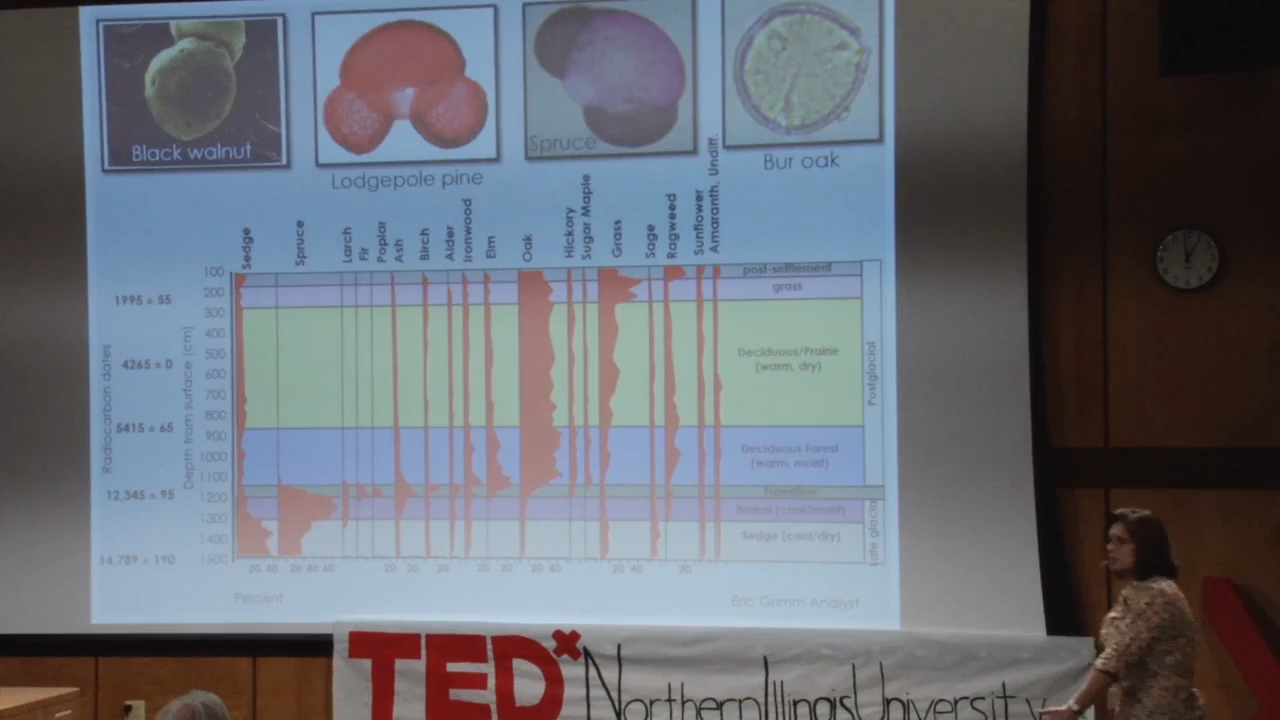 Black walnut
Lodgepole pine
Spruce
Bur oak
Sedge
Spruce
Larch
Fir
Poplar
Ash
Birch
Alder
Ironwood
Elm
Oak
Hickory
Sugar Maple
Grass
Sage
Ragweed
Sunflower
Amaranth, Undiff.
Radiocarbon dates
1995 ± 55
4265 ± 0
5415 ± 65
12,345 ± 95
14,789 ± 190
Depth from surface (cm)
100
200
300
400
500
600
700
800
900
1000
1100
1200
1300
1400
1500
post-settlement
grass
Deciduous/Prairie
(warm, dry)
Deciduous Forest
(warm, moist)
Transition
Boreal (cool/moist)
Sedge (cool/dry)
Postglacial
Late glacial
20 40 20 40 60 20 20 20 20 20 20 40 20 40 20
Percent
Eric Grimm Analyst
TEDx NorthernIllinoisUniversity